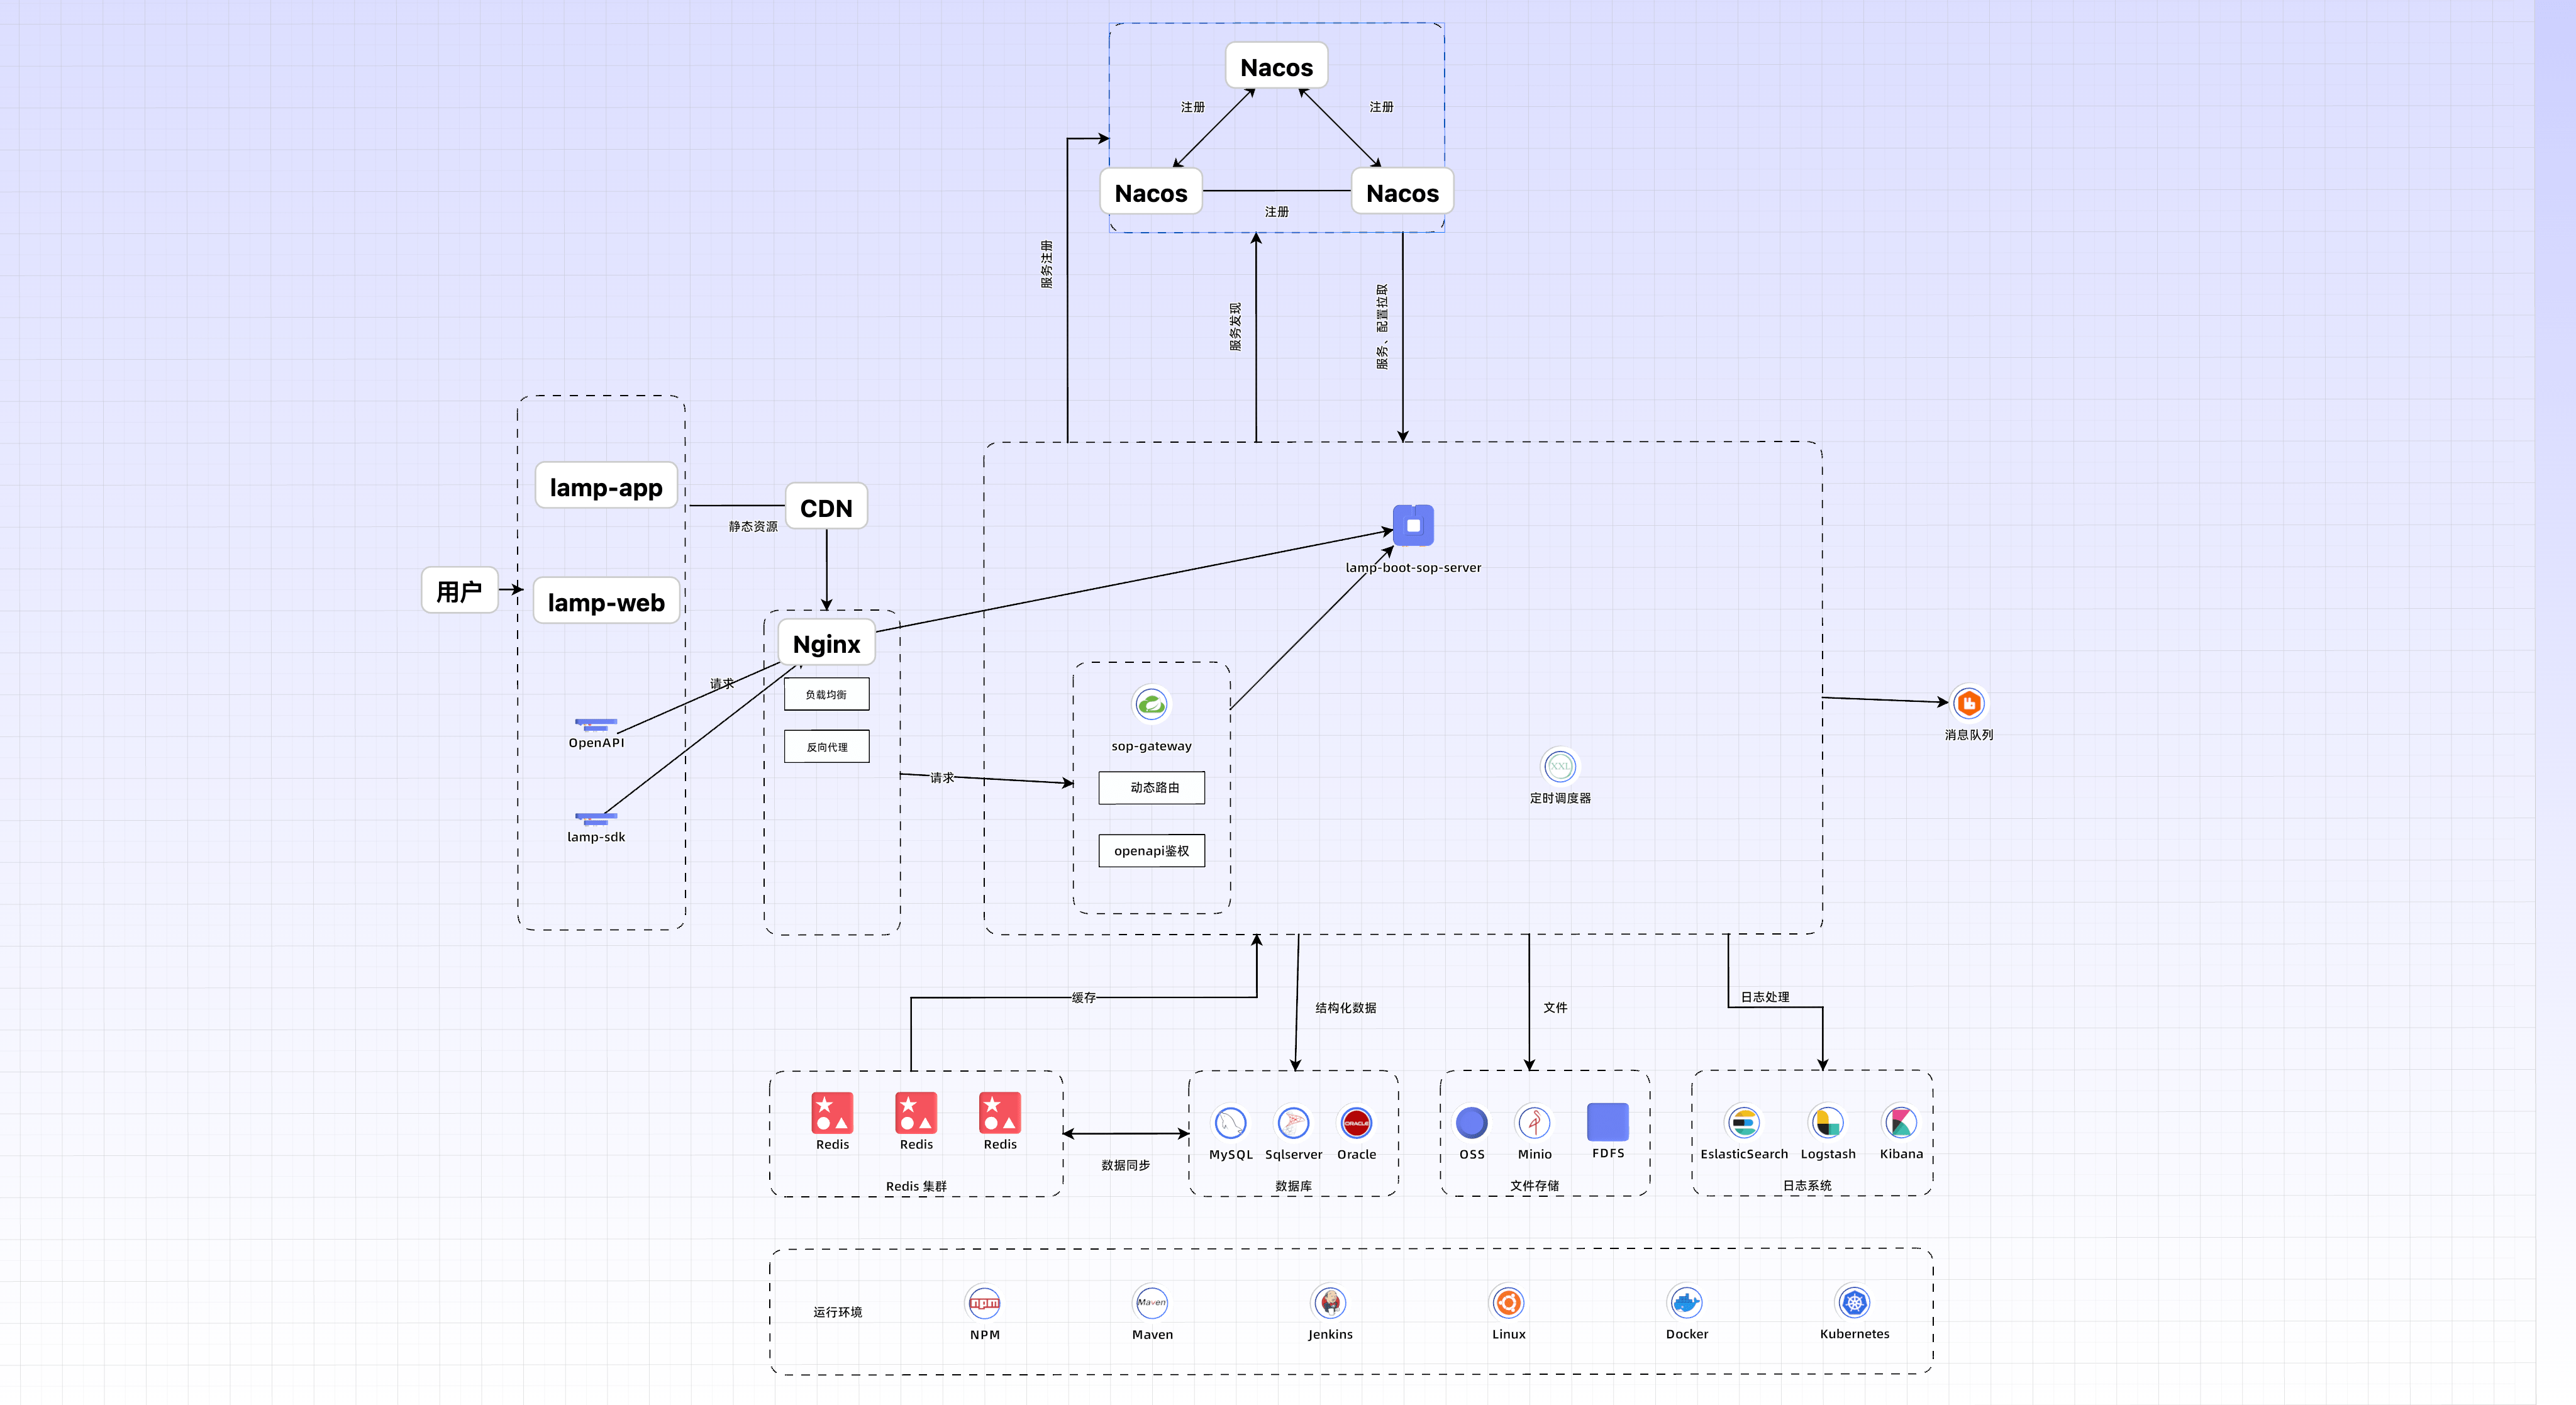 Nacos
注册
注册
Nacos
Nacos
注册
服务注册
服务发现
服务、配置拉取
lamp-app
CDN
静态资源
用户
lamp-web
Nginx
请求
负载均衡
反向代理
OpenAPI
lamp-sdk
请求
lamp-boot-sop-server
sop-gateway
动态路由
openapi鉴权
XXL
定时调度器
消息队列
缓存
结构化数据
文件
日志处理
Redis
Redis
Redis
Redis 集群
数据同步
ORACLE
MySQL
Sqlserver
Oracle
数据库
OSS
Minio
FDFS
文件存储
EslasticSearch
Logstash
Kibana
日志系统
运行环境
npm
NPM
Maven
Maven
Jenkins
Linux
Docker
Kubernetes